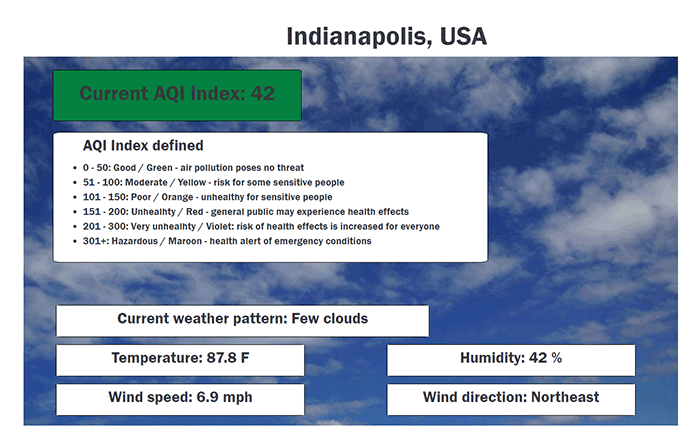 Indianapolis, USA
Current AQI index: 42
AQI Index defined
0 - 50: Good / Green - air pollution poses no threat
51 - 100: Moderate / Yellow - risk for some sensitive people
101 - 150: Poor / Orange - unhealthy for sensitive people
151 - 200: Unhealhty / Red - general public may experience health effects
201 - 300: Very unhealhty / Violet: risk of health effects is increased for everyone
301+: Hazardous / Maroon - health alert of emergency conditions
Current weather pattern: Few clouds
Temperature: 87.8 F
Humidity: 42 %
Wind speed: 6.9 mph
Wind direction: Northeast